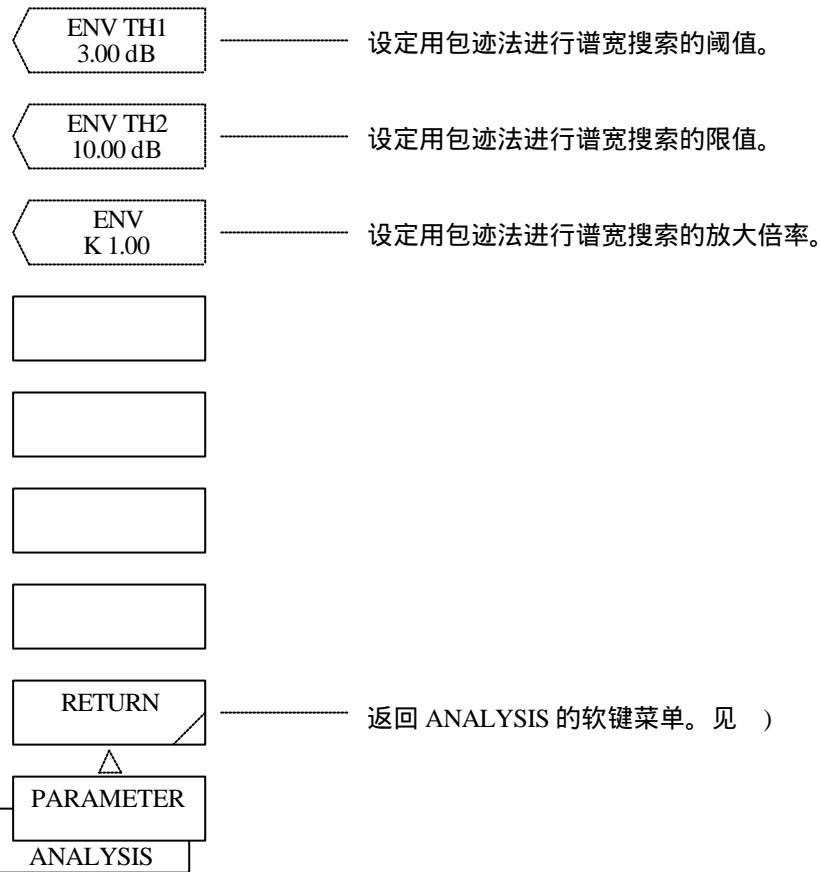 ENV TH1
3.00 dB
设定用包迹法进行谱宽搜索的阈值。
ENV TH2
10.00 dB
设定用包迹法进行谱宽搜索的限值。
ENV
K 1.00
设定用包迹法进行谱宽搜索的放大倍率。
RETURN
返回 ANALYSIS 的软键菜单。见 )
PARAMETER
ANALYSIS